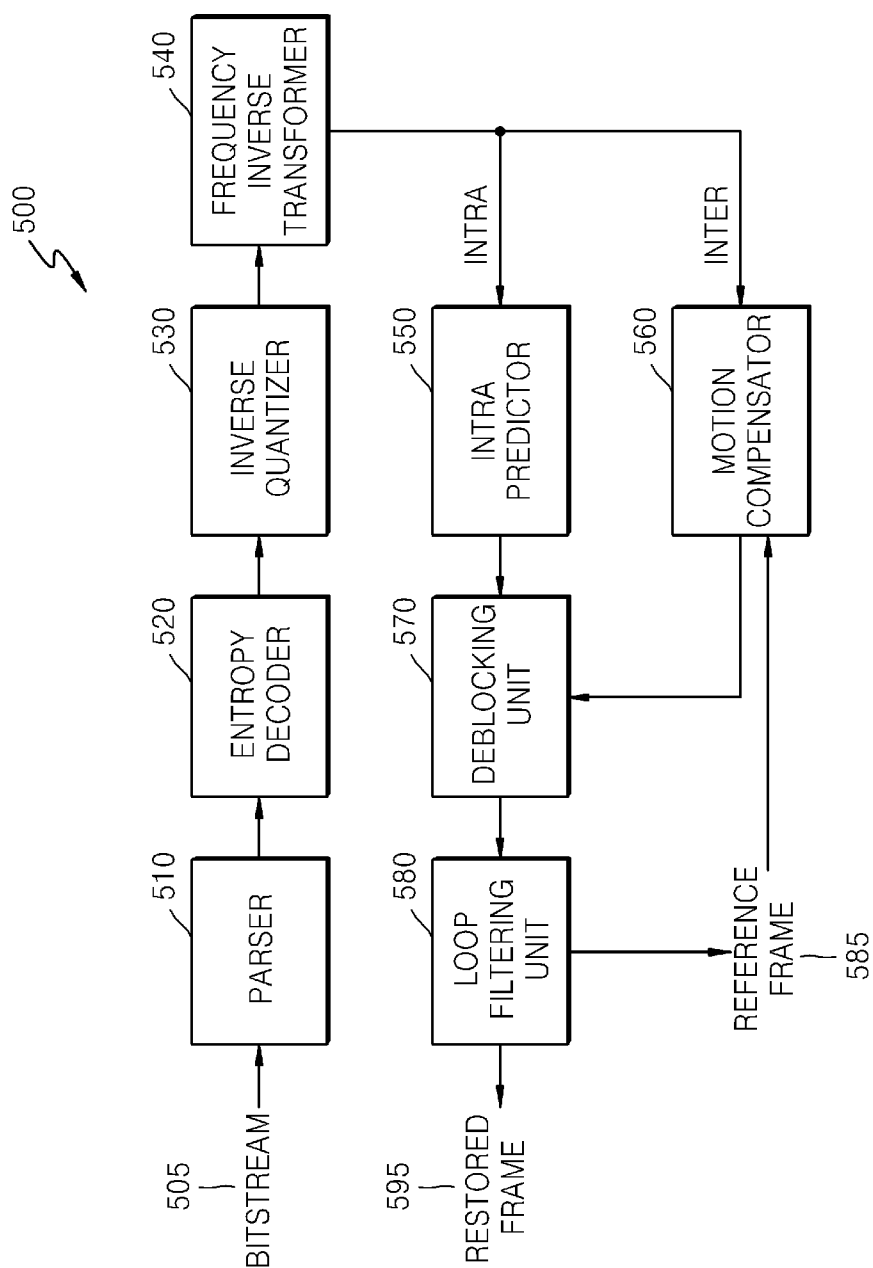 500
505
BITSTREAM
510
PARSER
520
ENTROPY
DECODER
530
INVERSE
QUANTIZER
540
FREQUENCY
INVERSE
TRANSFORMER
595
RESTORED
FRAME
580
LOOP
FILTERING
UNIT
570
DEBLOCKING
UNIT
550
INTRA
PREDICTOR
INTRA
REFERENCE
FRAME
585
560
MOTION
COMPENSATOR
INTER